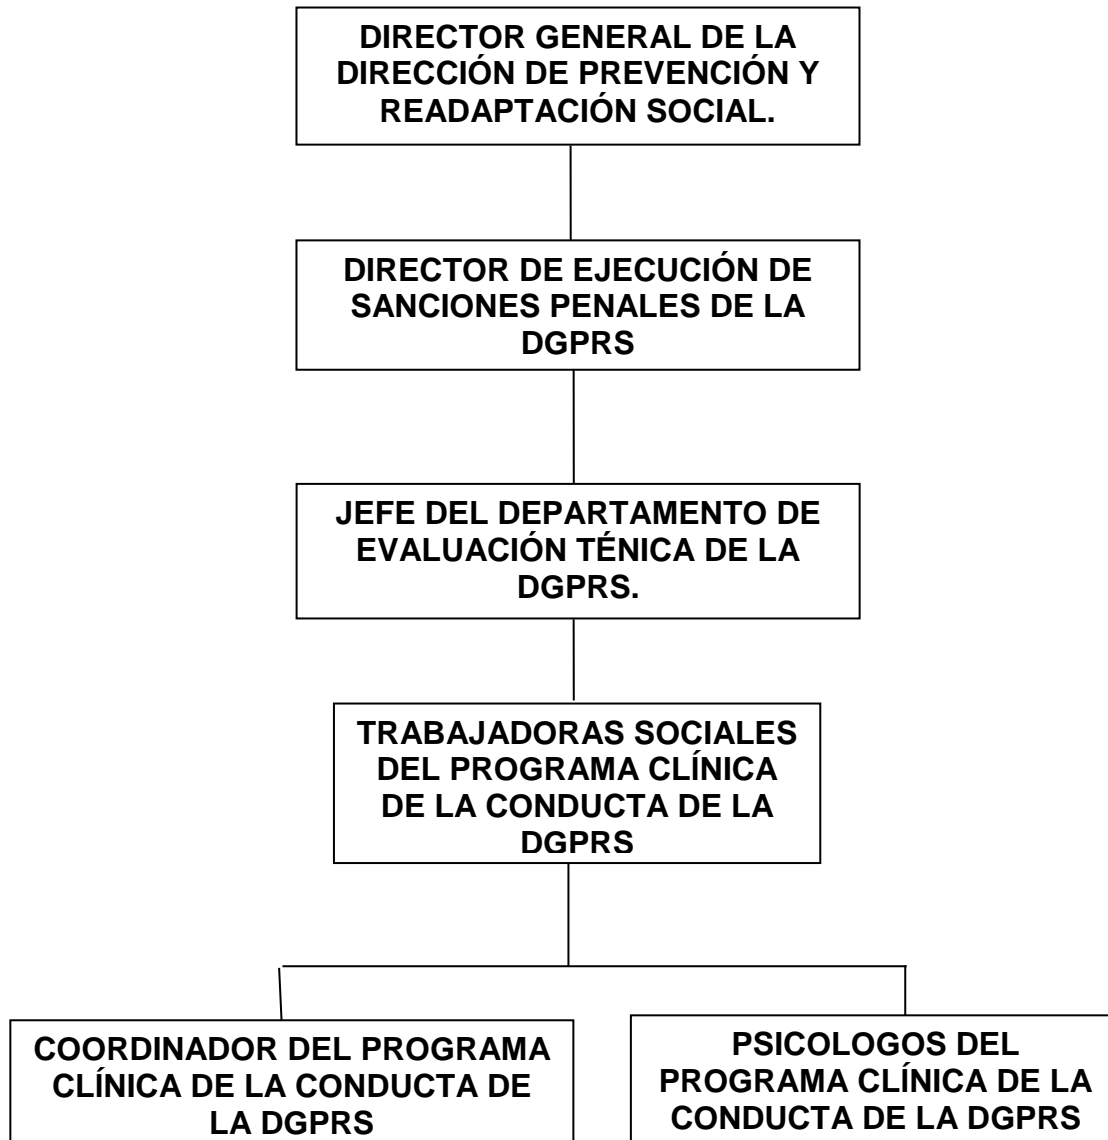 DIRECTOR GENERAL DE LA
DIRECCIÓN DE PREVENCIÓN Y
READAPTACIÓN SOCIAL.
DIRECTOR DE EJECUCIÓN DE
SANCIONES PENALES DE LA
DGPRS
JEFE DEL DEPARTAMENTO DE
EVALUACIÓN TÉNICA DE LA
DGPRS.
TRABAJADORAS SOCIALES
DEL PROGRAMA CLÍNICA
DE LA CONDUCTA DE LA
DGPRS
COORDINADOR DEL PROGRAMA
CLÍNICA DE LA CONDUCTA DE
LA DGPRS
PSICOLOGOS DEL
PROGRAMA CLÍNICA DE LA
CONDUCTA DE LA DGPRS